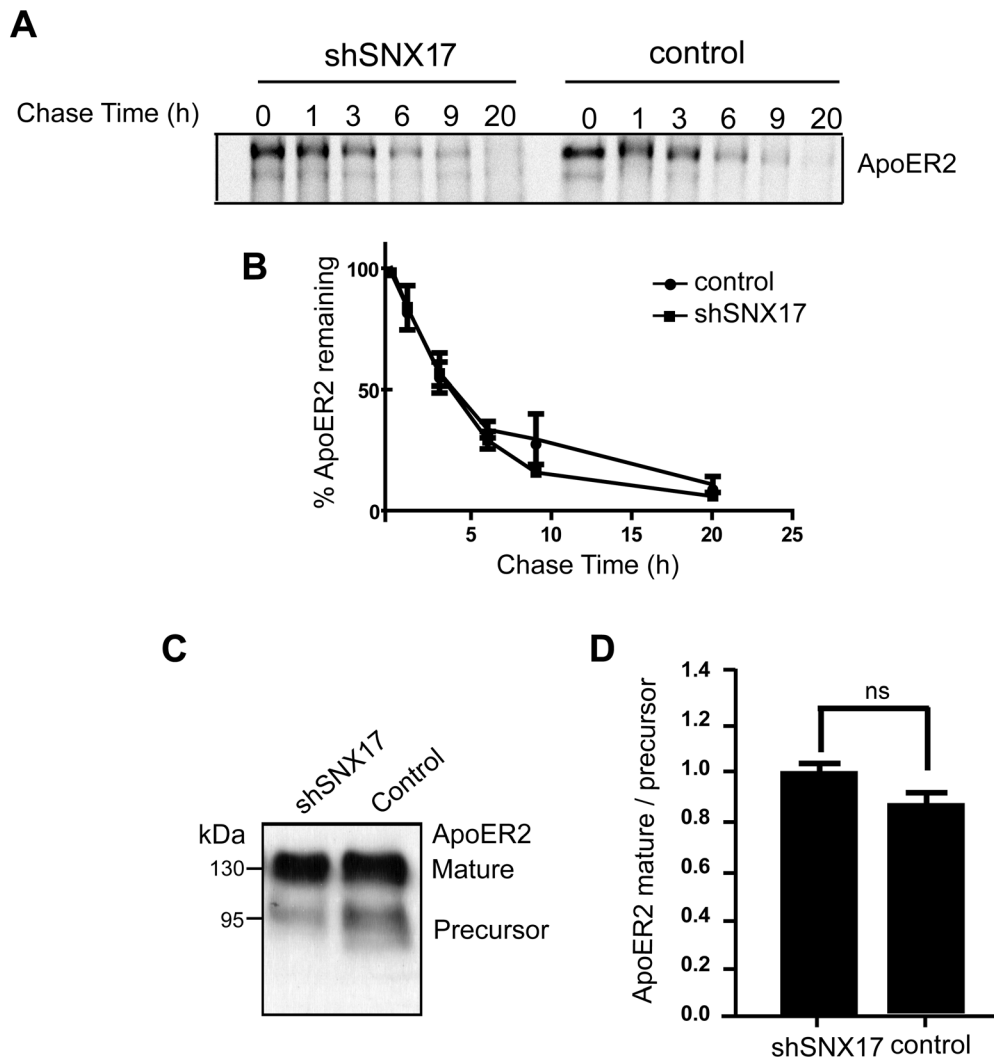 A
shSNX17 control
Chase Time (h) 0 1 3 6 9 20 0 1 3 6 9 20
ApoER2
B
% ApoER2 remaining
100
50
0
5 10 15 20 25
Chase Time (h)
control
shSNX17
C
shSNX17 Control
kDa
130
95
ApoER2
Mature
Precursor
D
ApoER2 mature / precursor
1.4
1.2
1.0
0.8
0.6
0.4
0.2
0.0
ns
shSNX17 control